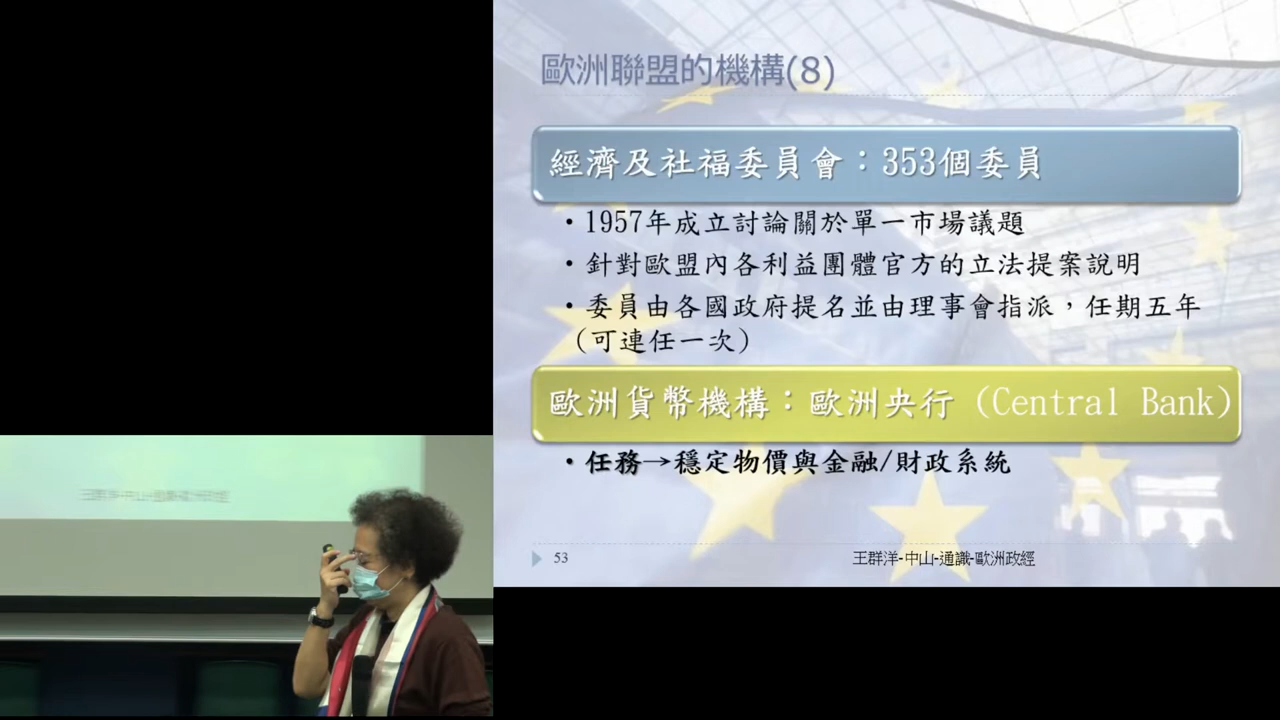 歐洲聯盟的機構(8)
經濟及社福委員會：353個委員
•1957年成立討論關於單一市場議題
•針對歐盟內各利益團體官方的立法提案說明
•委員由各國政府提名並由理事會指派，任期五年
(可連任一次)
歐洲貨幣機構：歐洲央行 (Central Bank)
•任務→穩定物價與金融/財政系統
53
王群洋-中山-通識-歐洲政經